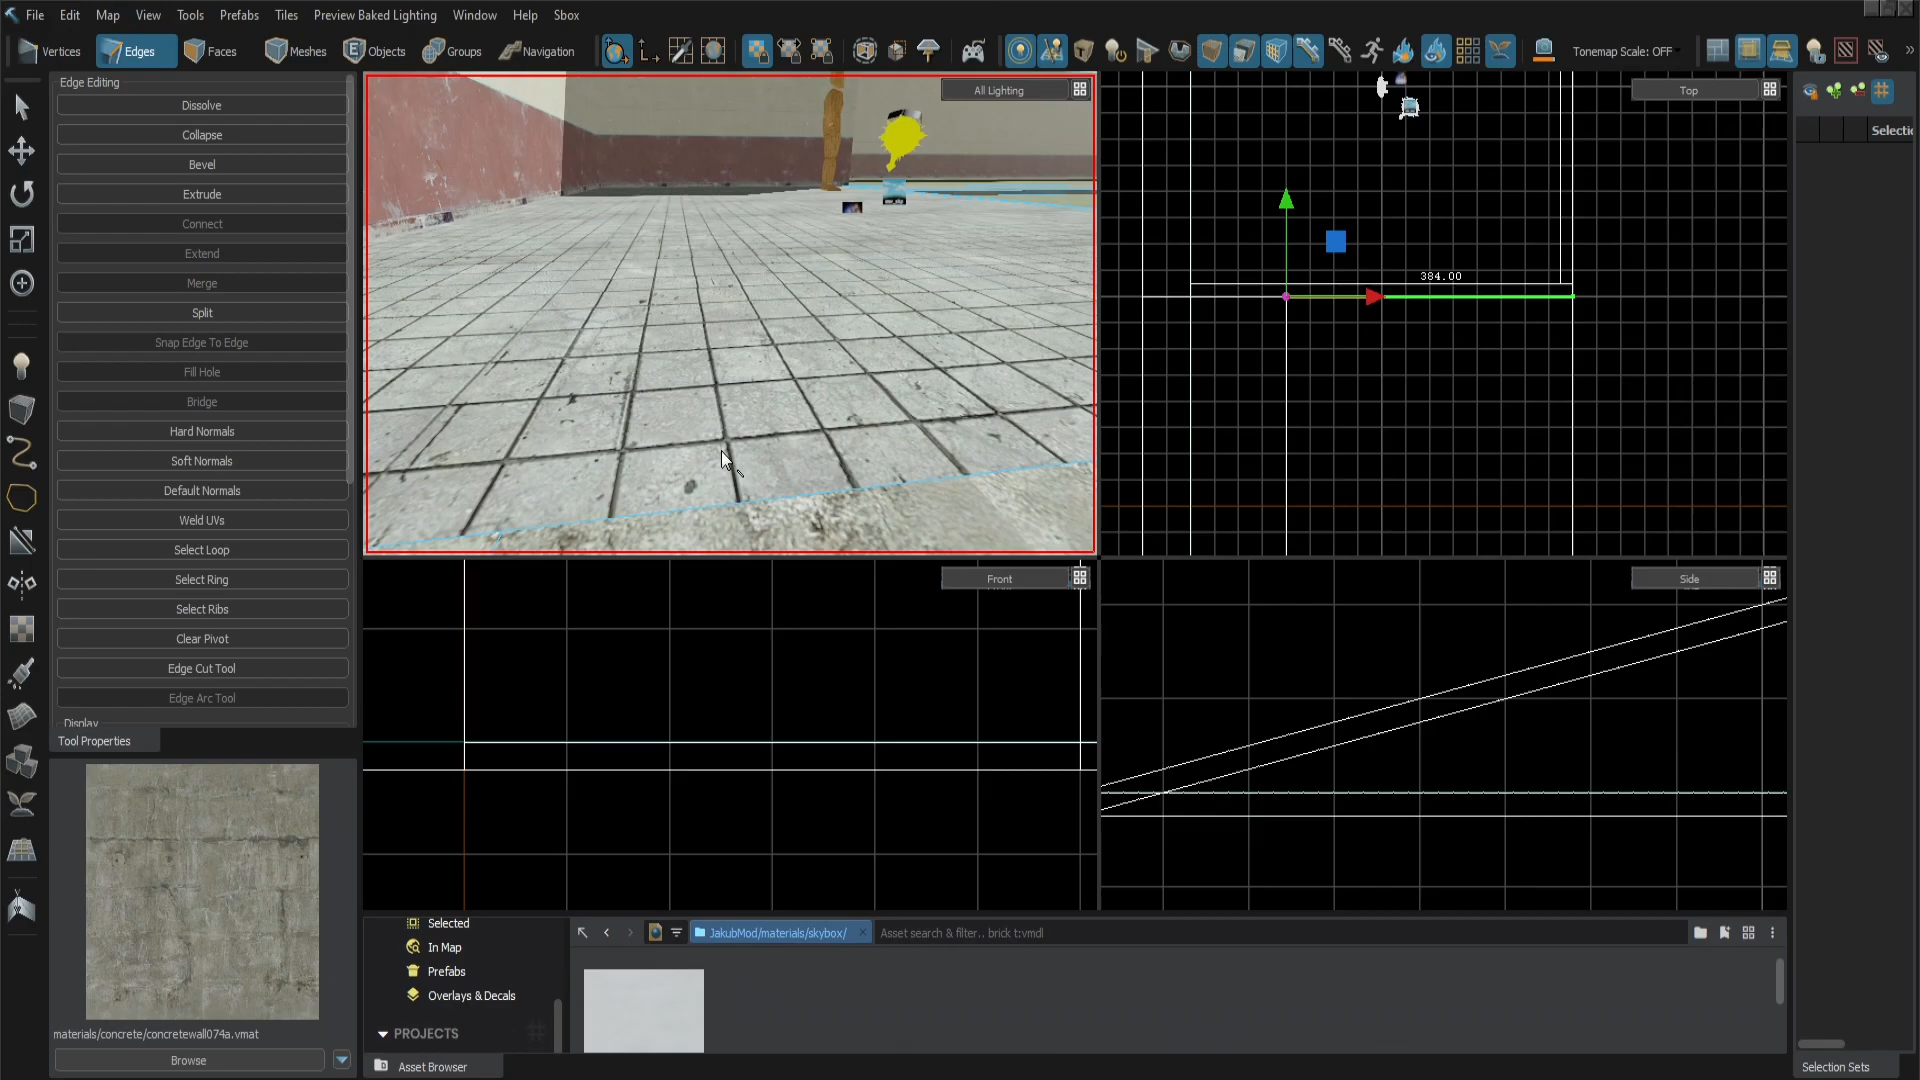 File Edit Map View Tools Prefabs Tiles Preview Baked Lighting Window Help Sbox
Vertices Edges Faces Meshes Objects Groups Navigation Tonemap Scale: OFF
Edge Editing
Dissolve
Collapse
Bevel
Extrude
Connect
Extend
Merge
Split
Snap Edge To Edge
Fill Hole
Bridge
Hard Normals
Soft Normals
Default Normals
Weld UVs
Select Loop
Select Ring
Select Ribs
Clear Pivot
Edge Cut Tool
Edge Arc Tool
Display
Tool Properties
materials/concrete/concretewall074a.vmat
Browse
All Lighting
Top
384.00
Front
Side
Selected
In Map
Prefabs
Overlays & Decals
PROJECTS
Asset Browser
JakubMod/materials/skybox/
Asset search & filter.. brick t:vmdl
Selecti
Selection Sets